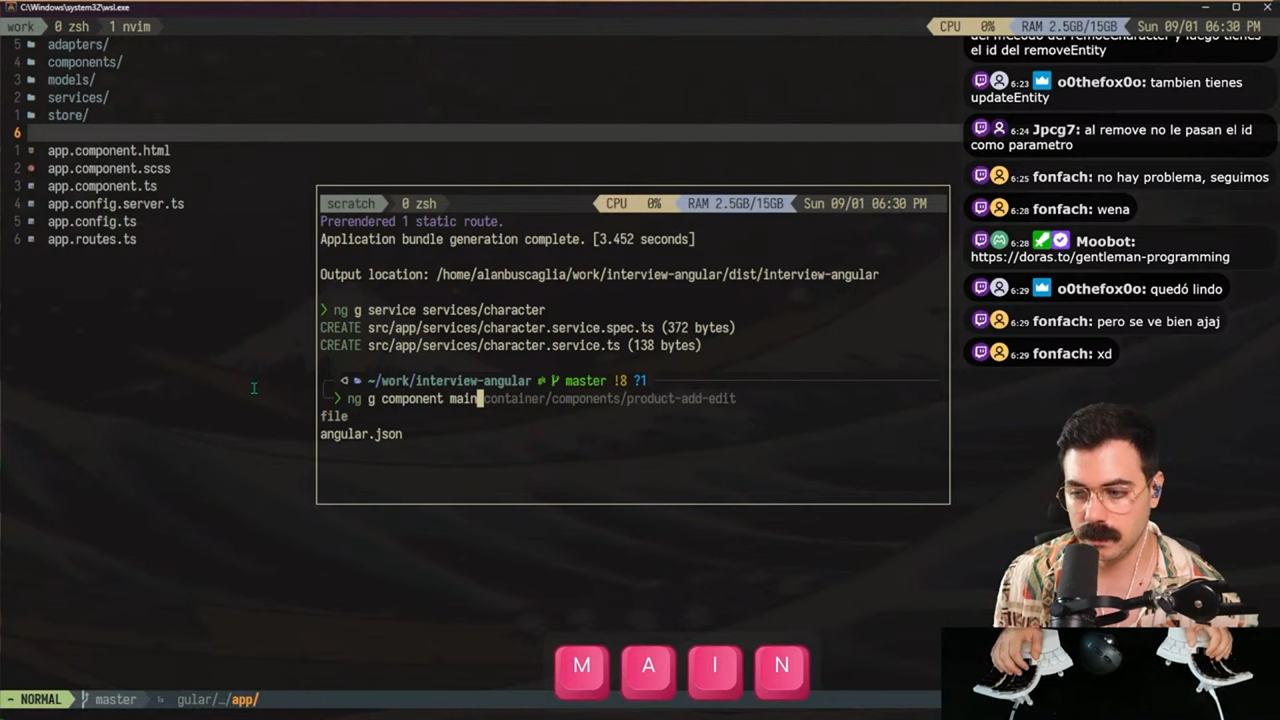 C:\Windows\system32\wsl.exe
work 0 zsh 1 nvim CPU 0% RAM 2.5GB/15GB Sun 09/01 06:30 PM
5 adapters/
4 components/
3 models/
2 services/
1 store/
6
1 app.component.html
2 app.component.scss
3 app.component.ts
4 app.config.server.ts
5 app.config.ts
6 app.routes.ts
scratch 0 zsh CPU 0% RAM 2.5GB/15GB Sun 09/01 06:30 PM
Prerendered 1 static route.
Application bundle generation complete. [3.452 seconds]
Output location: /home/alanbuscaglia/work/interview-angular/dist/interview-angular
❯ ng g service services/character
CREATE src/app/services/character.service.spec.ts (372 bytes)
CREATE src/app/services/character.service.ts (138 bytes)
~/work/interview-angular master !8 ?1
❯ ng g component main container/components/product-add-edit
file
angular.json
el id del removeEntity
6:23 o0thefox0o: tambien tienes
updateEntity
6:24 Jpcg7: al remove no le pasan el id
como parametro
6:25 fonfach: no hay problema, seguimos
6:28 fonfach: wena
6:28 Moobot:
https://doras.to/gentleman-programming
6:29 o0thefox0o: quedó lindo
6:29 fonfach: pero se ve bien ajaj
6:29 fonfach: xd
M A I N
- NORMAL master gular/…/app/